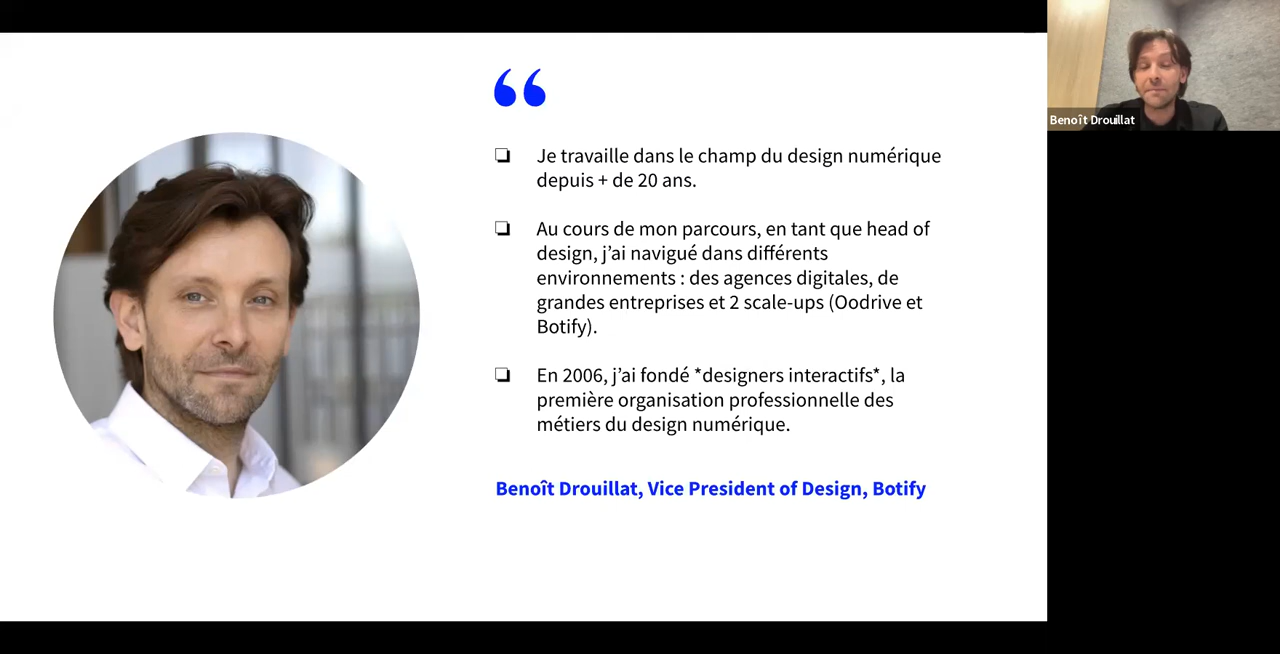 “
Je travaille dans le champ du design numérique
depuis + de 20 ans.
Au cours de mon parcours, en tant que head of
design, j’ai navigué dans différents
environnements : des agences digitales, de
grandes entreprises et 2 scale-ups (Oodrive et
Botify).
En 2006, j’ai fondé *designers interactifs*, la
première organisation professionnelle des
métiers du design numérique.
Benoît Drouillat, Vice President of Design, Botify
Benoît Drouillat